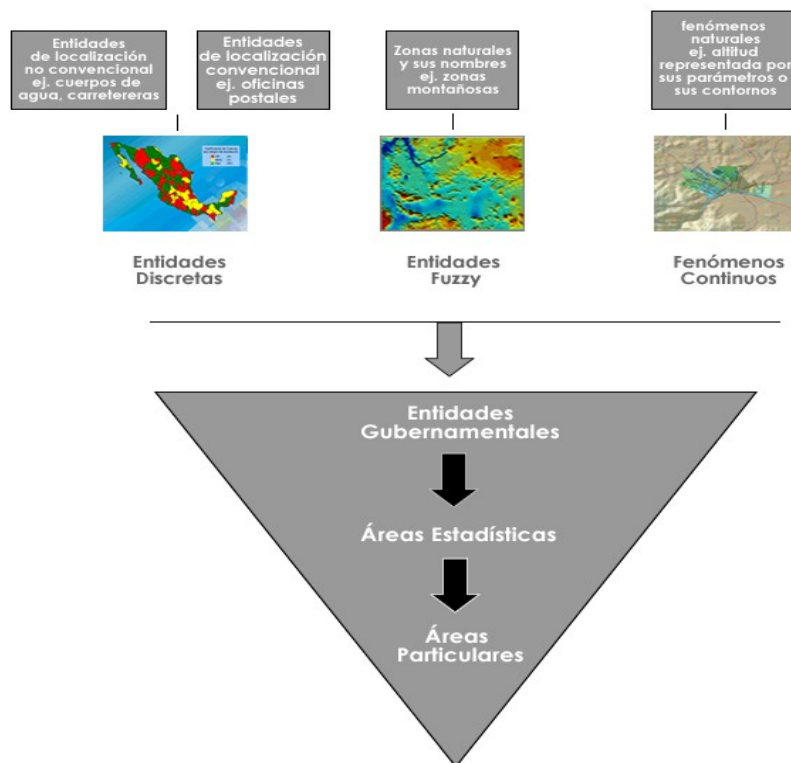 Entidades
de localización
no convencional
ej. cuerpos de
agua, carretereras
Entidades
de localización
convencional
ej. oficinas
postales
Zonas naturales
y sus nombres
ej. zonas
montañosas
fenómenos
naturales
ej. altitud
representada por
sus parámetros o
sus contornos
Entidades
Discretas
Entidades
Fuzzy
Fenómenos
Continuos
Entidades
Gubernamentales
Áreas Estadísticas
Áreas
Particulares